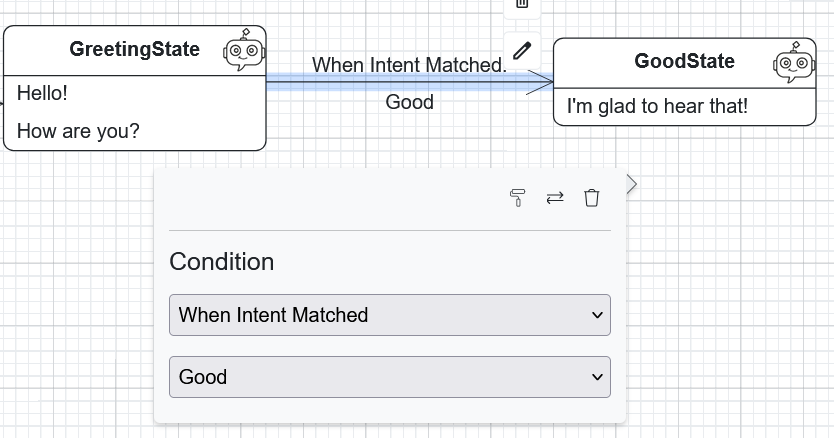 GreetingState
Hello!
How are you?
When Intent Matched.
Good
GoodState
I'm glad to hear that!
Condition
When Intent Matched
Good